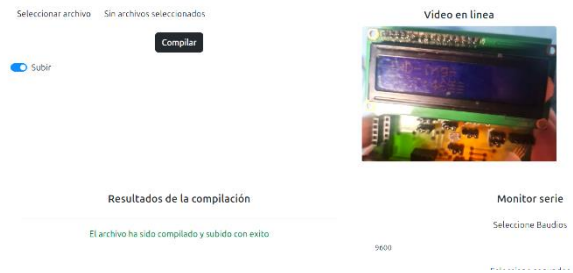 Seleccionar archivo Sin archivos seleccionados
Compilar
Subir
Video en linea
Resultados de la compilación
El archivo ha sido compilado y subido con exito
Monitor serie
Seleccione Baudios
9600